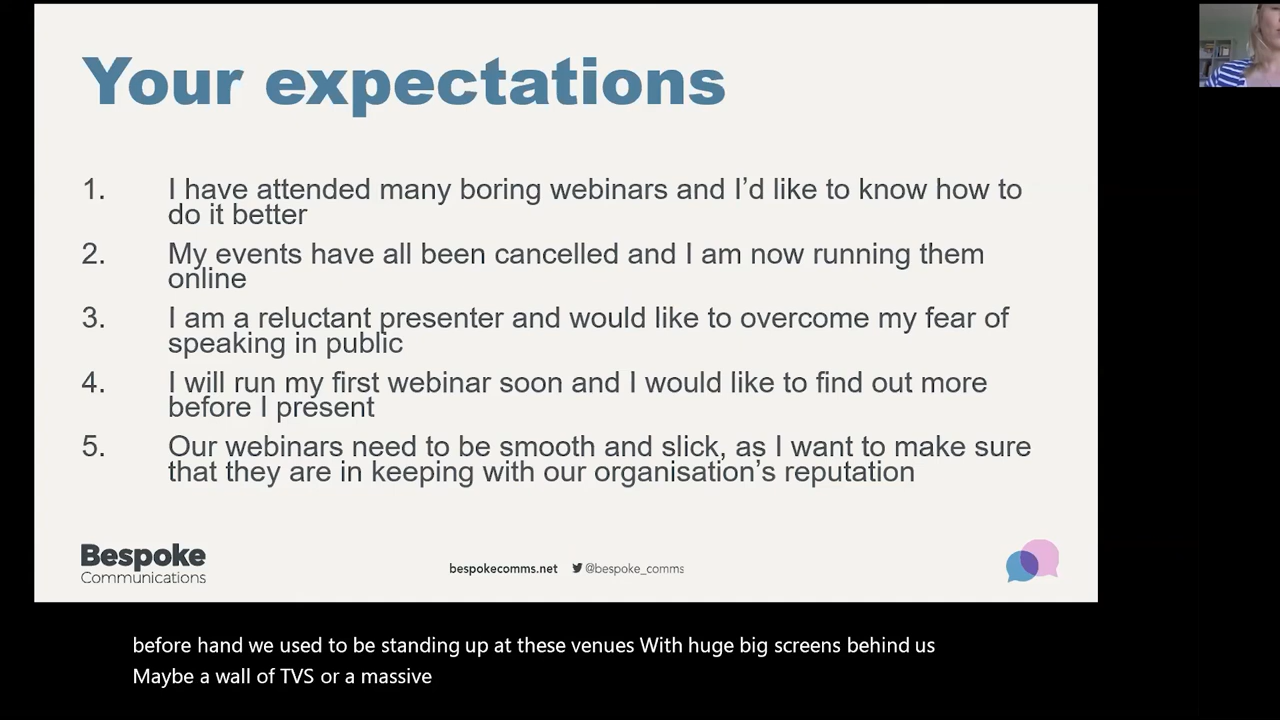 Your expectations
1. I have attended many boring webinars and I’d like to know how to
do it better
2. My events have all been cancelled and I am now running them
online
3. I am a reluctant presenter and would like to overcome my fear of
speaking in public
4. I will run my first webinar soon and I would like to find out more
before I present
5. Our webinars need to be smooth and slick, as I want to make sure
that they are in keeping with our organisation’s reputation
Bespoke
Communications
bespokecomms.net @bespoke_comms
before hand we used to be standing up at these venues With huge big screens behind us
Maybe a wall of TVS or a massive